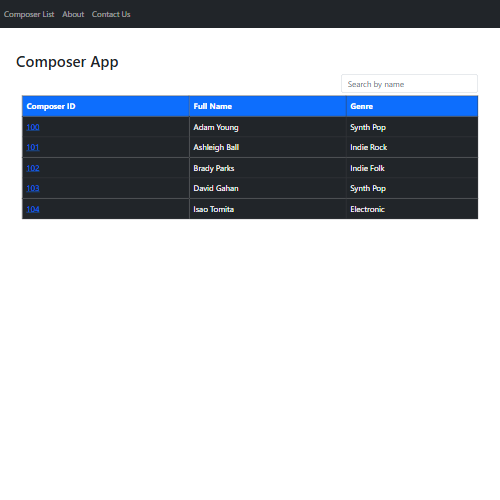 Composer List About Contact Us
Composer App
Search by name
Composer ID Full Name Genre
100 Adam Young Synth Pop
101 Ashleigh Ball Indie Rock
102 Brady Parks Indie Folk
103 David Gahan Synth Pop
104 Isao Tomita Electronic